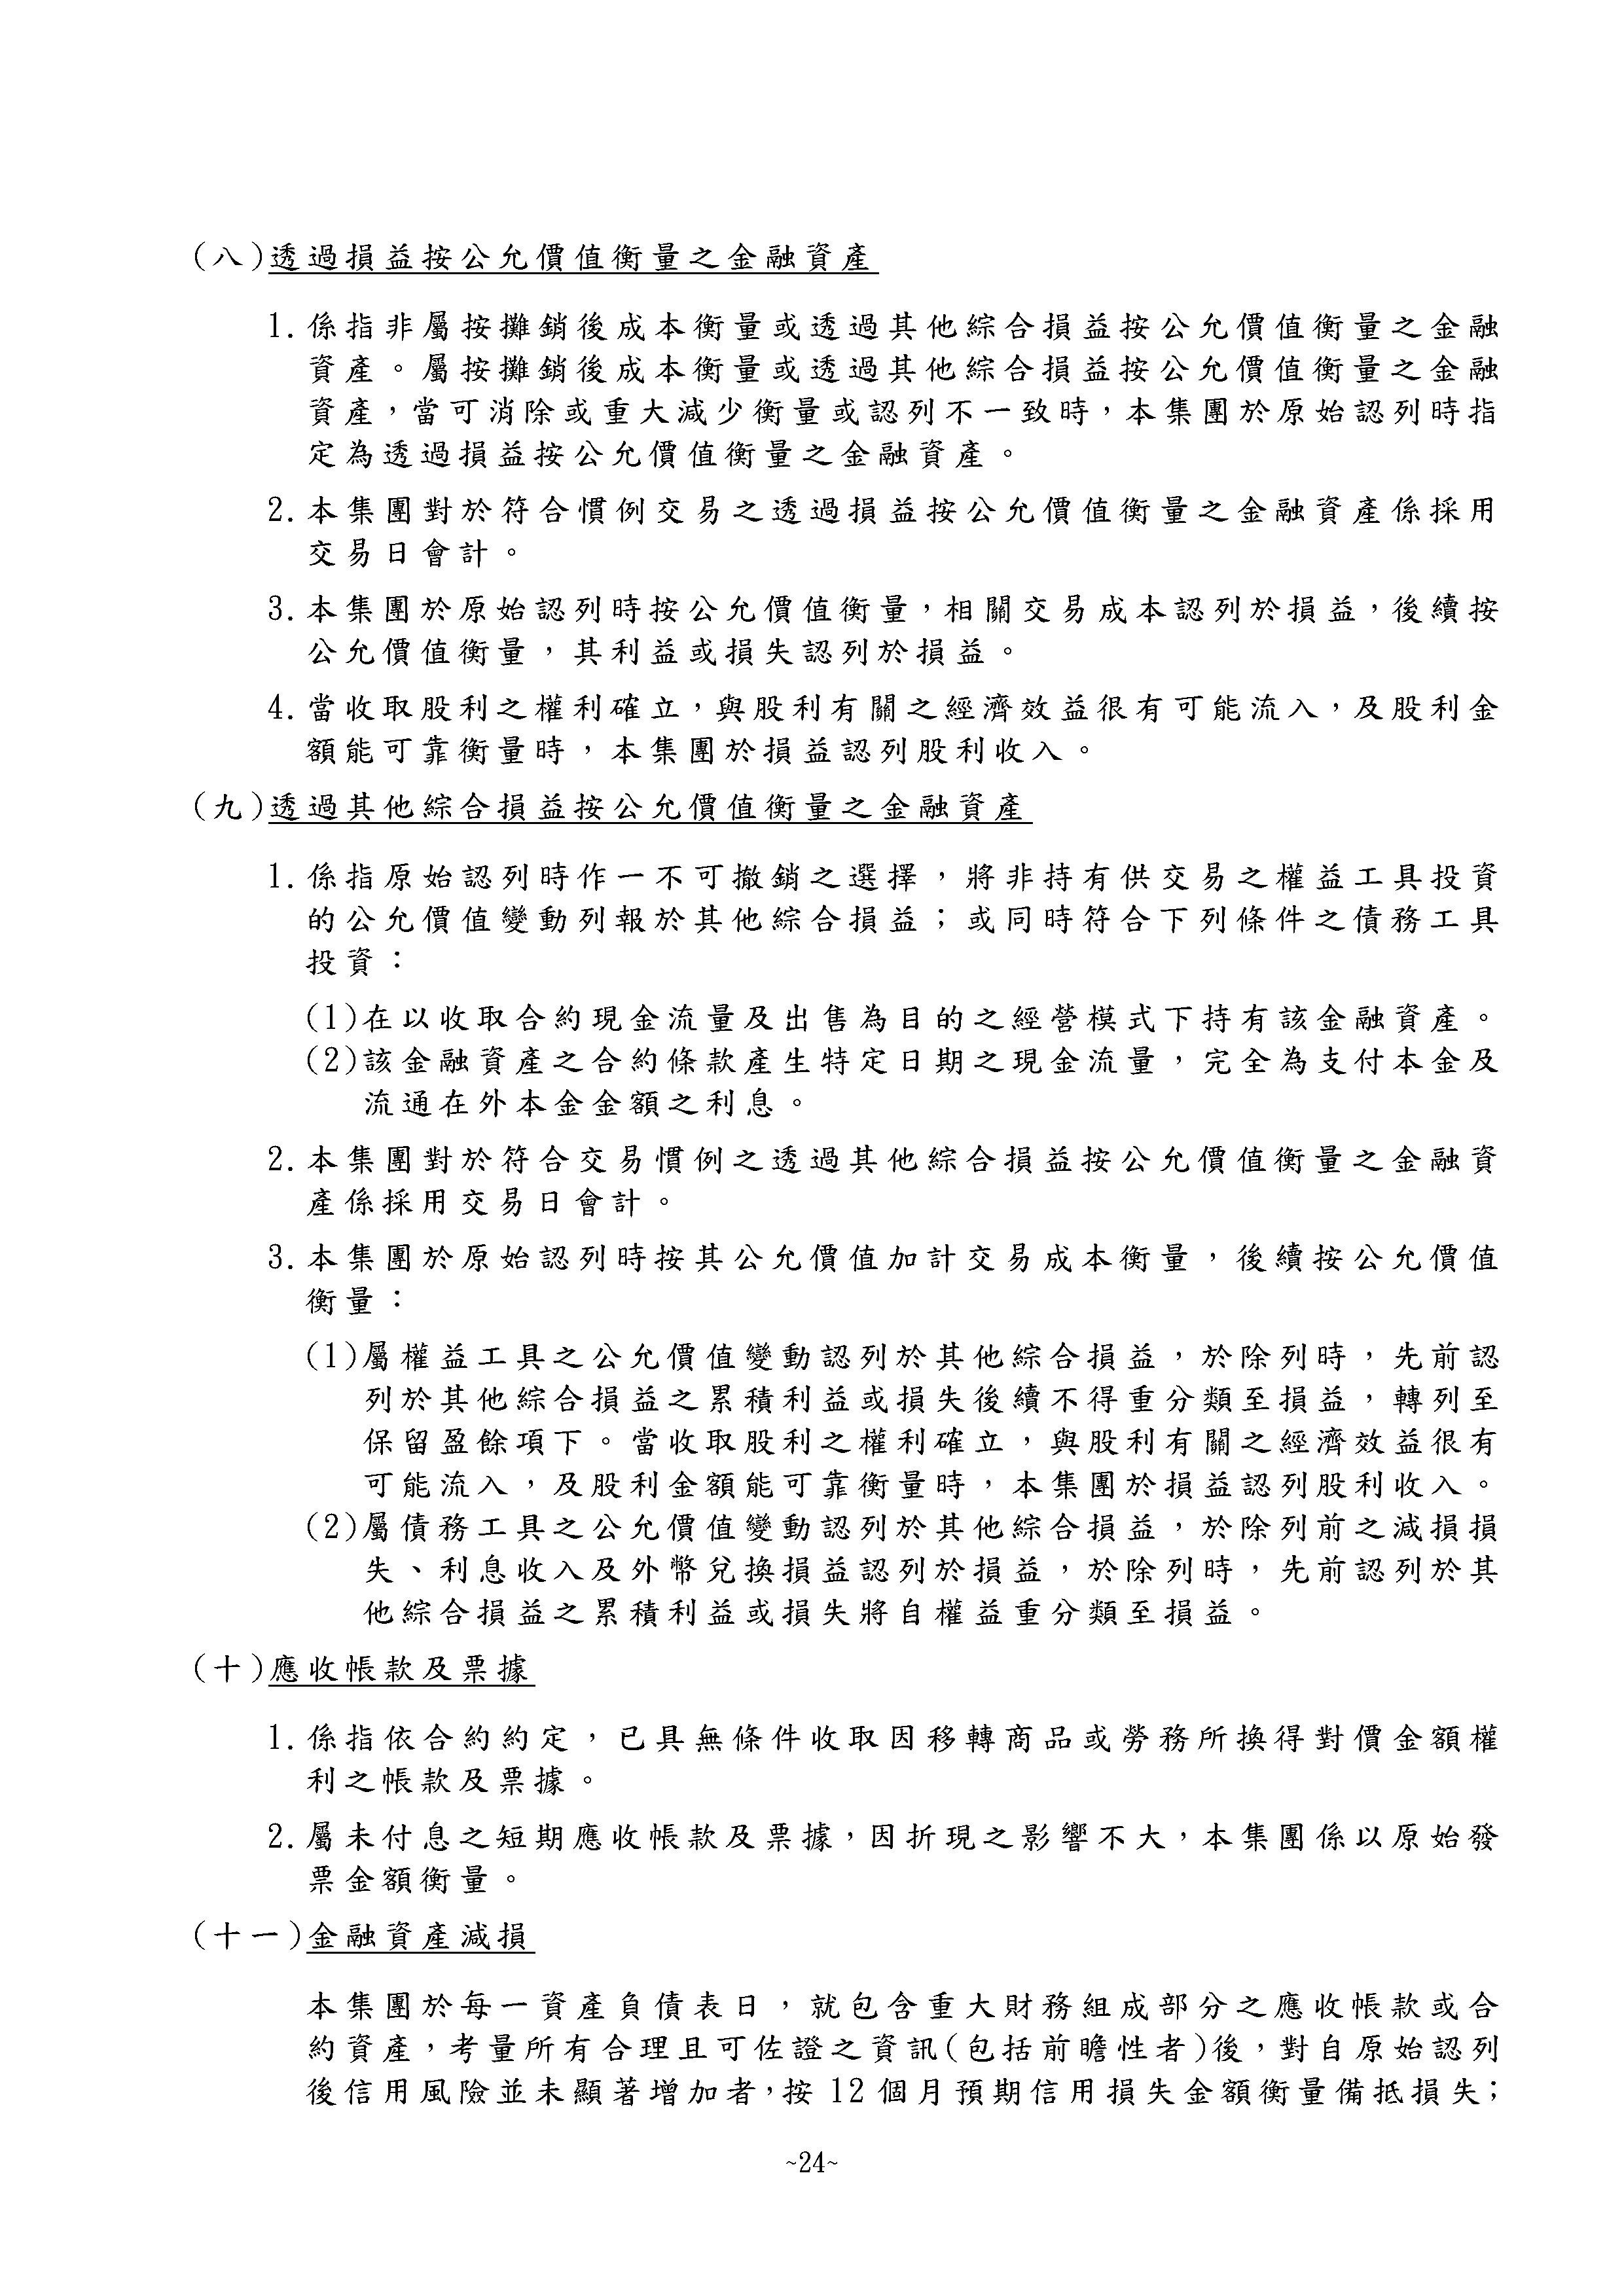 (八)透過損益按公允價值衡量之金融資產
1.係指非屬按攤銷後成本衡量或透過其他綜合損益按公允價值衡量之金融
資產。屬按攤銷後成本衡量或透過其他綜合損益按公允價值衡量之金融
資產，當可消除或重大減少衡量或認列不一致時，本集團於原始認列時指
定為透過損益按公允價值衡量之金融資產。
2.本集團對於符合慣例交易之透過損益按公允價值衡量之金融資產係採用
交易日會計。
3.本集團於原始認列時按公允價值衡量，相關交易成本認列於損益，後續按
公允價值衡量，其利益或損失認列於損益。
4.當收取股利之權利確立，與股利有關之經濟效益很有可能流入，及股利金
額能可靠衡量時，本集團於損益認列股利收入。
(九)透過其他綜合損益按公允價值衡量之金融資產
1.係指原始認列時作一不可撤銷之選擇，將非持有供交易之權益工具投資
的公允價值變動列報於其他綜合損益；或同時符合下列條件之債務工具
投資：
(1)在以收取合約現金流量及出售為目的之經營模式下持有該金融資產。
(2)該金融資產之合約條款產生特定日期之現金流量，完全為支付本金及
流通在外本金金額之利息。
2.本集團對於符合交易慣例之透過其他綜合損益按公允價值衡量之金融資
產係採用交易日會計。
3.本集團於原始認列時按其公允價值加計交易成本衡量，後續按公允價值
衡量：
(1)屬權益工具之公允價值變動認列於其他綜合損益，於除列時，先前認
列於其他綜合損益之累積利益或損失後續不得重分類至損益，轉列至
保留盈餘項下。當收取股利之權利確立，與股利有關之經濟效益很有
可能流入，及股利金額能可靠衡量時，本集團於損益認列股利收入。
(2)屬債務工具之公允價值變動認列於其他綜合損益，於除列前之減損損
失、利息收入及外幣兌換損益認列於損益，於除列時，先前認列於其
他綜合損益之累積利益或損失將自權益重分類至損益。
(十)應收帳款及票據
1.係指依合約約定，已具無條件收取因移轉商品或勞務所換得對價金額權
利之帳款及票據。
2.屬未付息之短期應收帳款及票據，因折現之影響不大，本集團係以原始發
票金額衡量。
(十一)金融資產減損
本集團於每一資產負債表日，就包含重大財務組成部分之應收帳款或合
約資產，考量所有合理且可佐證之資訊(包括前瞻性者)後，對自原始認列
後信用風險並未顯著增加者，按 12 個月預期信用損失金額衡量備抵損失；
~24~